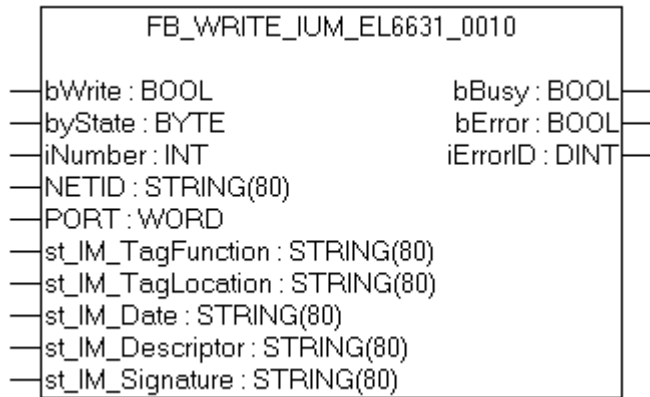 FB_WRITE_IUM_EL6631_0010
bWrite : BOOL bBusy : BOOL
byState : BYTE bError : BOOL
iNumber : INT iErrorID : DINT
NETID : STRING(80)
PORT : WORD
st_IM_TagFunction : STRING(80)
st_IM_TagLocation : STRING(80)
st_IM_Date : STRING(80)
st_IM_Descriptor : STRING(80)
st_IM_Signature : STRING(80)